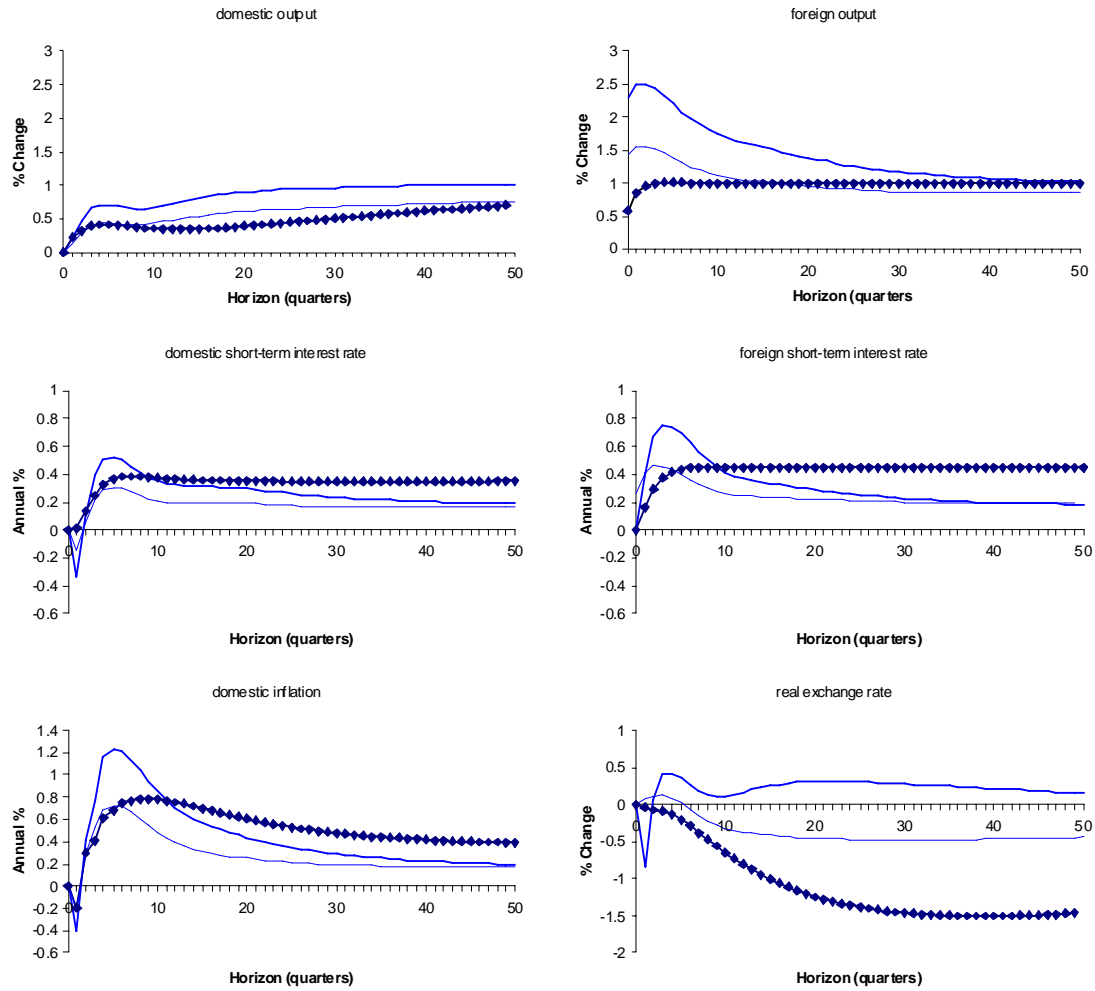 domestic output
3
2.5
2
1.5
1
0.5
0
% Change
0 10 20 30 40 50
Horizon (quarters)
foreign output
3
2.5
2
1.5
1
0.5
0
% Change
0 10 20 30 40 50
Horizon (quarters
domestic short-term interest rate
1
0.8
0.6
0.4
0.2
0
-0.2
-0.4
-0.6
Annual %
0 10 20 30 40 50
Horizon (quarters)
foreign short-term interest rate
1
0.8
0.6
0.4
0.2
0
-0.2
-0.4
-0.6
Annual %
0 10 20 30 40 50
Horizon (quarters)
domestic inflation
1.4
1.2
1
0.8
0.6
0.4
0.2
0
-0.2
-0.4
-0.6
Annual %
0 10 20 30 40 50
Horizon (quarters)
real exchange rate
1
0.5
0
-0.5
-1
-1.5
-2
% Change
0 10 20 30 40 50
Horizon (quarters)